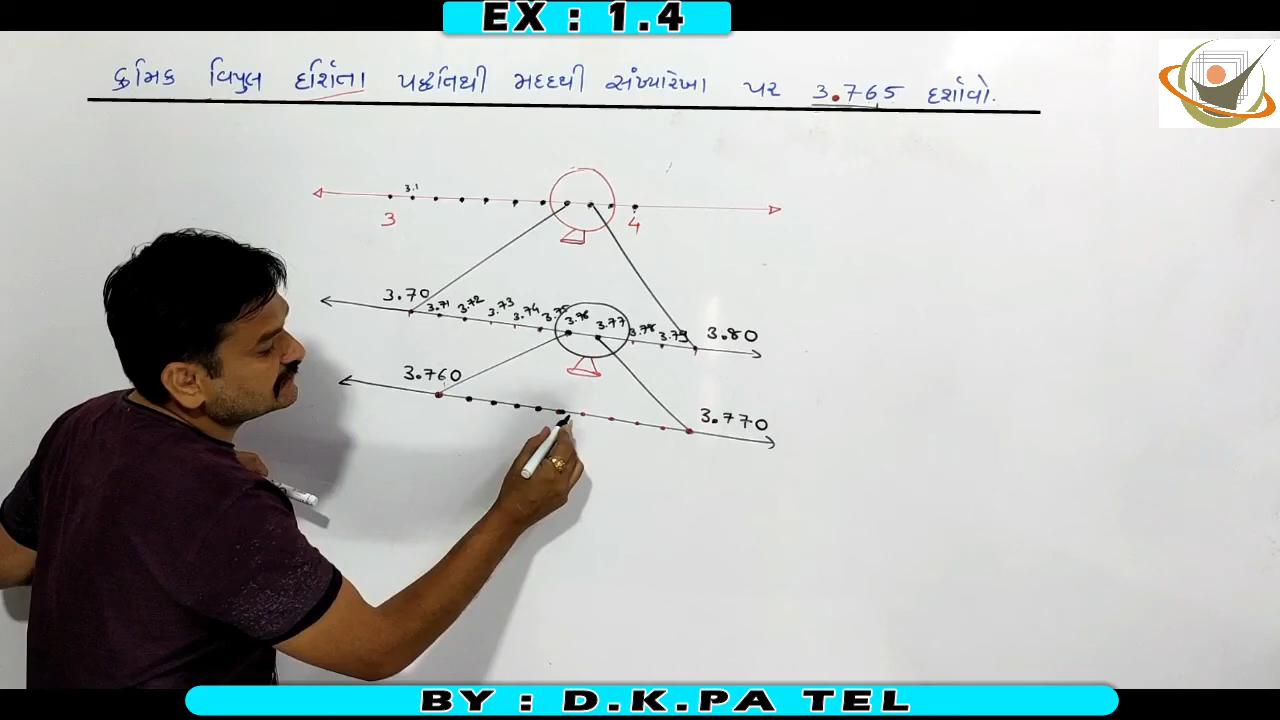 EX : 1.4
ક્રમિક વિપુલ દર્શિતા પદ્ધતિથી મદદથી સંખ્યારેખા પર 3.765 દર્શાવો.
3.1
3 4
3.70 3.71 3.72 3.73 3.74 3.75 3.76 3.77 3.78 3.79 3.80
3.760 3.770
BY : D.K.PA TEL